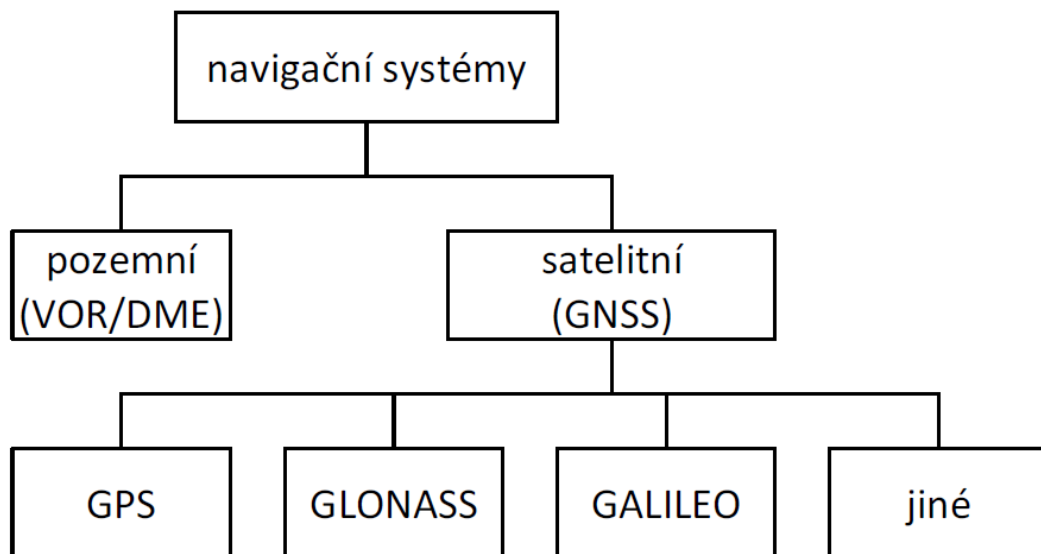 navigační systémy
pozemní
(VOR/DME)
satelitní
(GNSS)
GPS
GLONASS
GALILEO
jiné